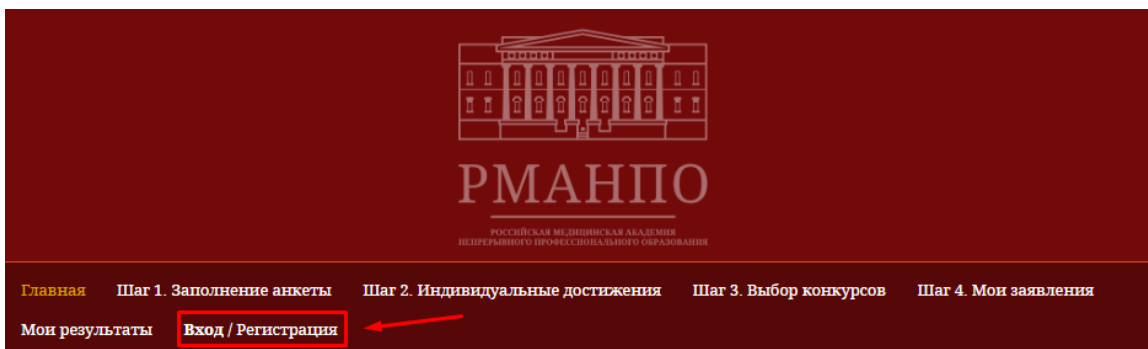 РМАНПО
РОССИЙСКАЯ МЕДИЦИНСКАЯ АКАДЕМИЯ
НЕПРЕРЫВНОГО ПРОФЕССИОНАЛЬНОГО ОБРАЗОВАНИЯ
Главная Шаг 1. Заполнение анкеты Шаг 2. Индивидуальные достижения Шаг 3. Выбор конкурсов Шаг 4. Мои заявления
Мои результаты Вход / Регистрация